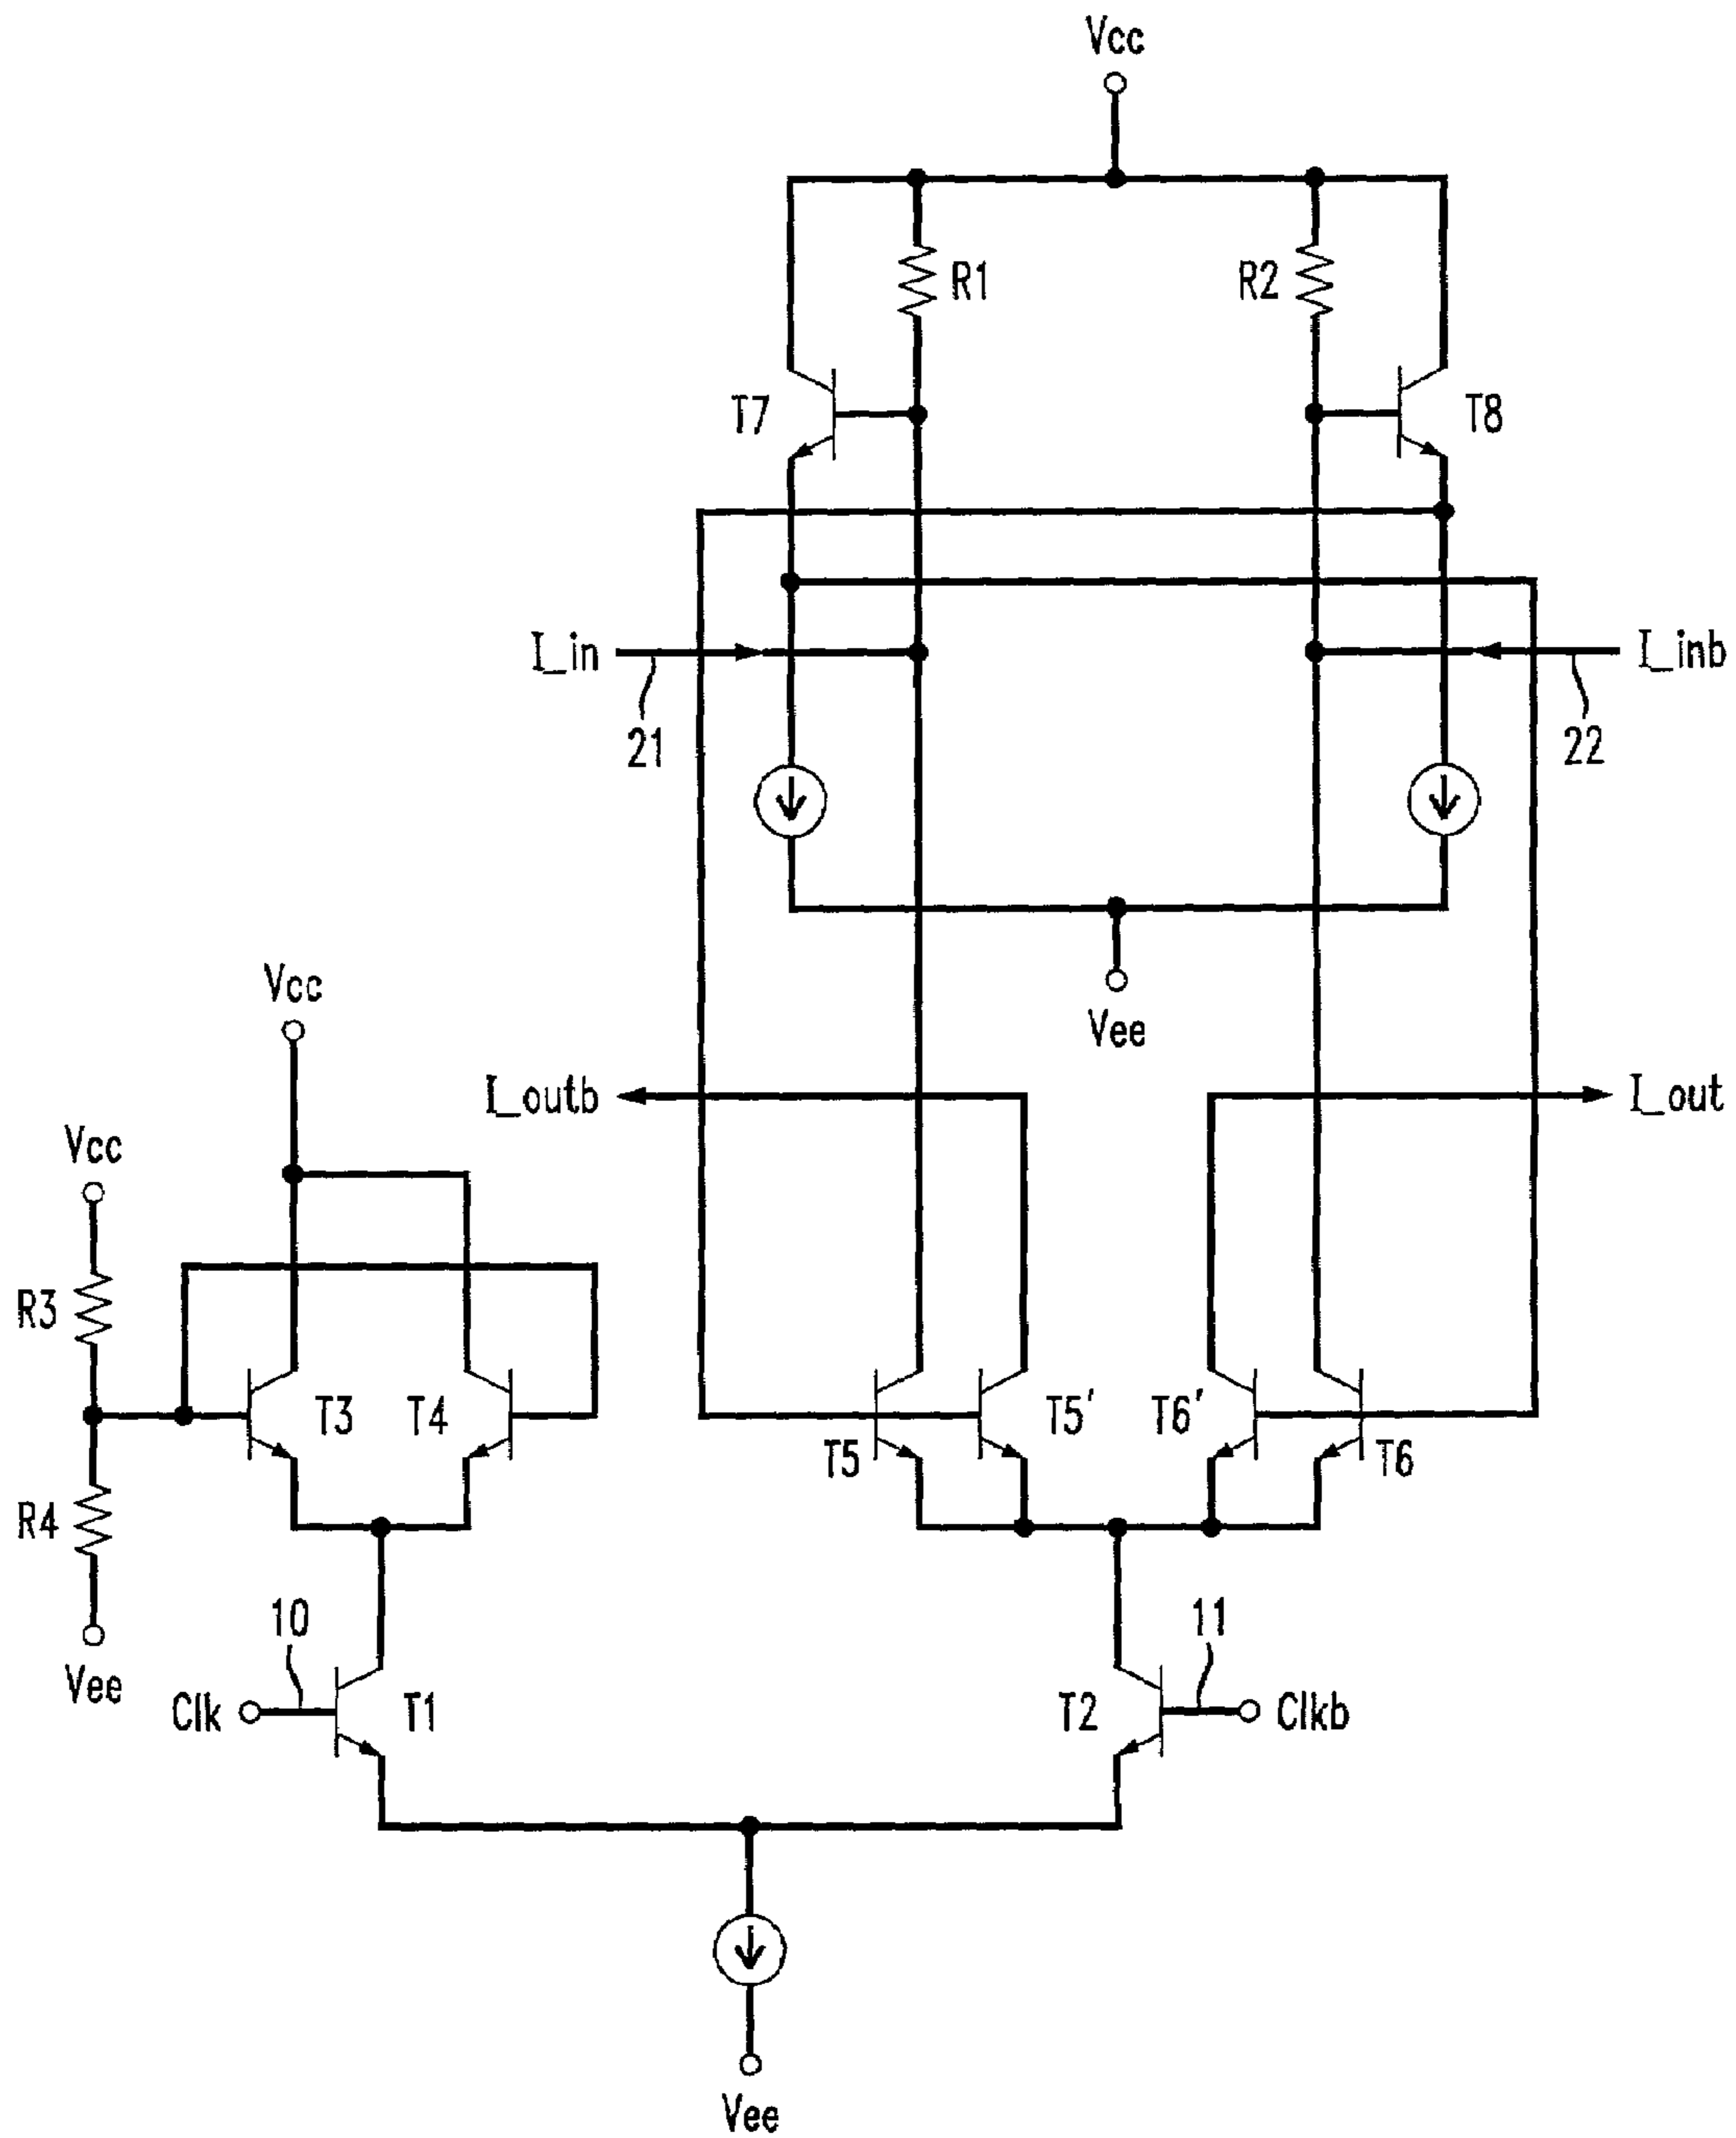 Vcc
R1
R2
T7
T8
I_in
I_inb
21
22
Vcc
Vee
I_outb
I_out
Vcc
R3
T3
T4
T5'
T6'
T5
T6
R4
10
11
Vee
Clk
T1
T2
Clkb
Vee